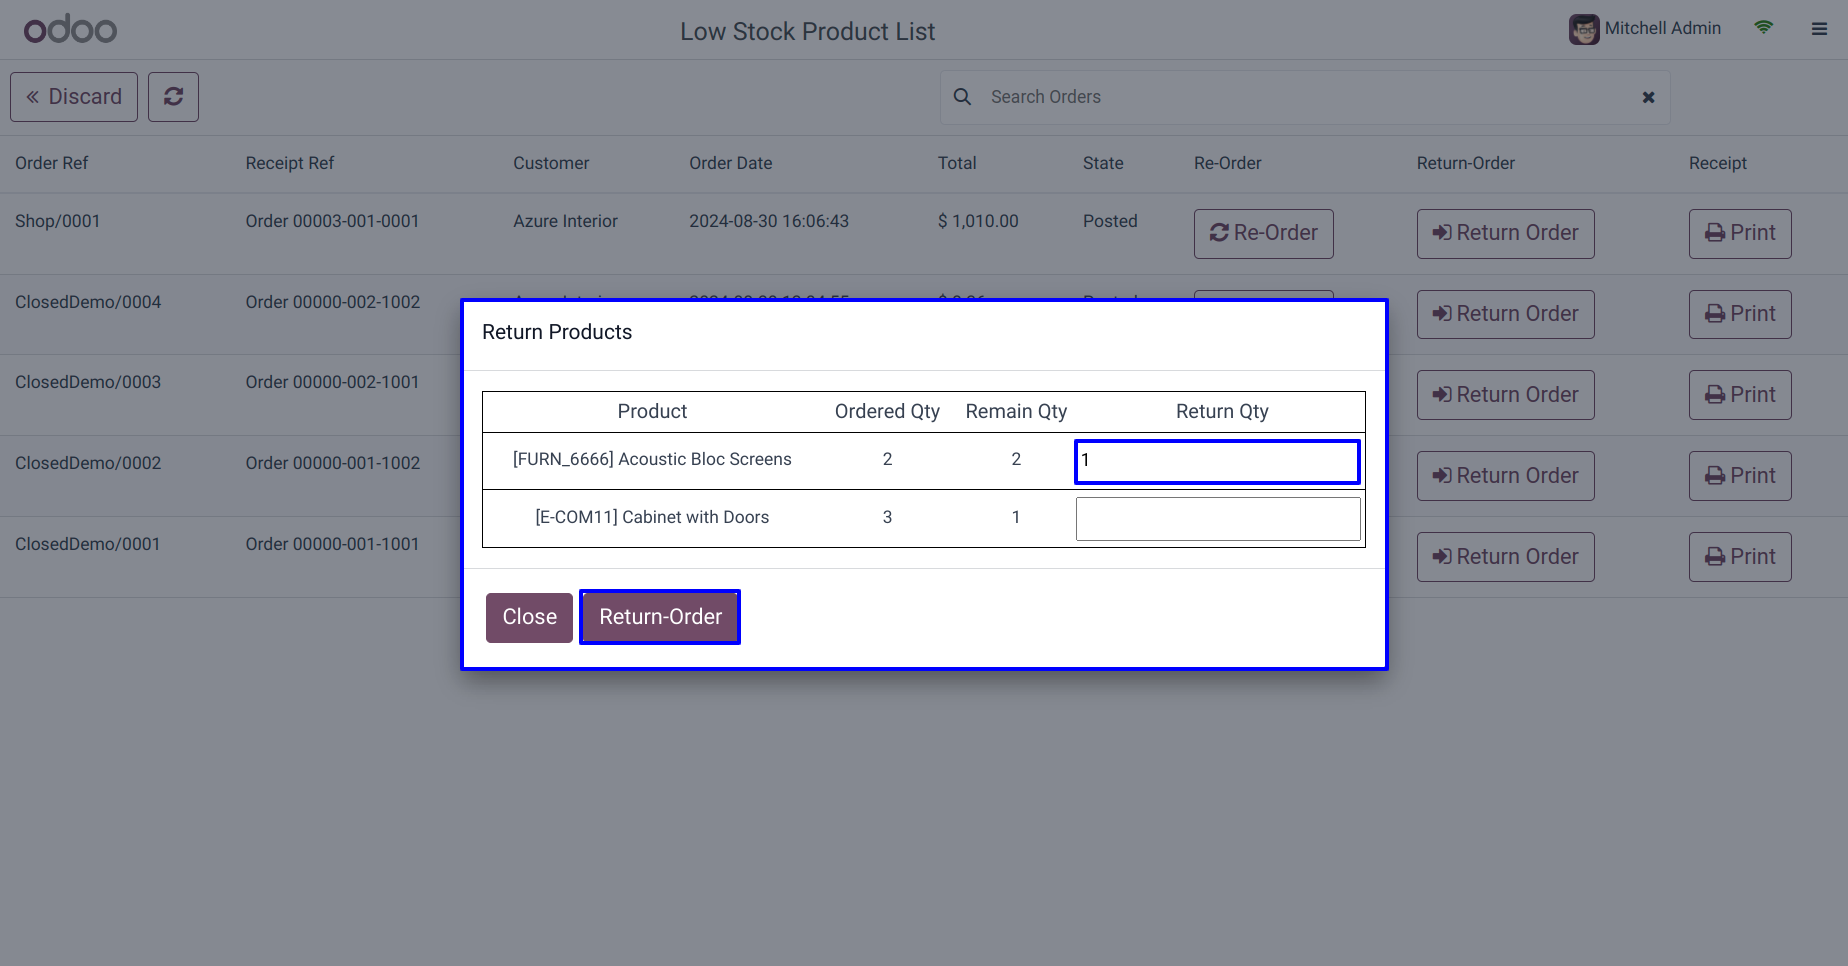 odoo
Low Stock Product List
Mitchell Admin
Discard
Search Orders
Order Ref Receipt Ref Customer Order Date Total State Re-Order Return-Order Receipt
Shop/0001 Order 00003-001-0001 Azure Interior 2024-08-30 16:06:43 $ 1,010.00 Posted Re-Order Return Order Print
ClosedDemo/0004 Order 00000-002-1002 Return Order Print
ClosedDemo/0003 Order 00000-002-1001 Return Order Print
ClosedDemo/0002 Order 00000-001-1002 Return Order Print
ClosedDemo/0001 Order 00000-001-1001 Return Order Print
Return Products
Product Ordered Qty Remain Qty Return Qty
[FURN_6666] Acoustic Bloc Screens 2 2 1
[E-COM11] Cabinet with Doors 3 1
Close Return-Order